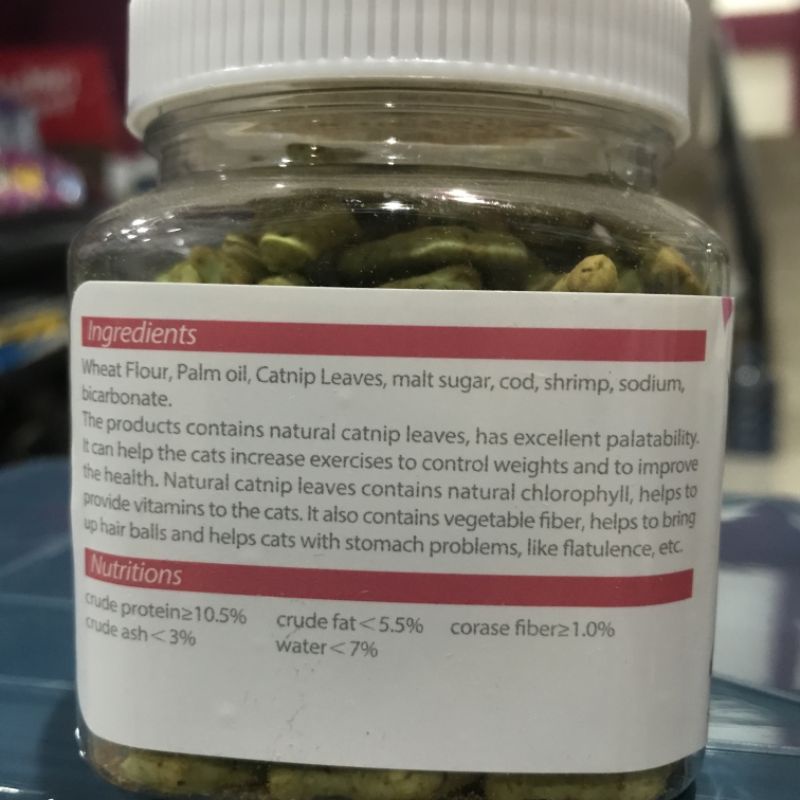 Ingredients
Wheat Flour, Palm oil, Catnip Leaves, malt sugar, cod, shrimp, sodium,
bicarbonate.
The products contains natural catnip leaves, has excellent palatability.
It can help the cats increase exercises to control weights and to improve
the health. Natural catnip leaves contains natural chlorophyll, helps to
provide vitamins to the cats. It also contains vegetable fiber, helps to bring
up hair balls and helps cats with stomach problems, like flatulence, etc.
Nutritions
crude protein≥10.5% crude fat<5.5% corase fiber≥1.0%
crude ash<3% water<7%